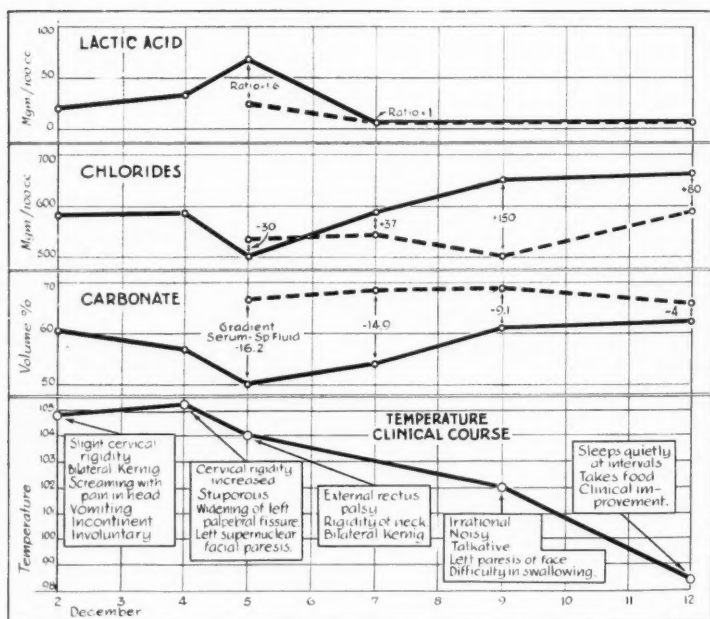 LACTIC ACID
Mgm/100cc
100
50
0
Ratio=1.6
Ratio=1
CHLORIDES
Mgm/100cc
700
600
500
-30
+37
+150
+80
CARBONATE
Volume %
70
60
50
Gradient
Serum-Sp Fluid
-16.2
-14.9
-9.1
-4
TEMPERATURE
CLINICAL COURSE
Temperature
105
104
102
100
99
98
Slight cervical
rigidity
Bilateral Kernig
Screaming with
pain in head
Vomiting
Incontinent
Involuntary
Cervical rigidity
increased
Stuporous
Widening of left
palpebral fissure.
Left supernuclear
facial paresis.
External rectus
palsy
Rigidity of neck
Bilateral Kernig
Irrational
Noisy
Talkative
Left paresis of face
Difficulty in swallowing.
Sleeps quietly
at intervals
Takes food
Clinical im-
provement.
2 3 4 5 6 7 8 9 10 11 12
December